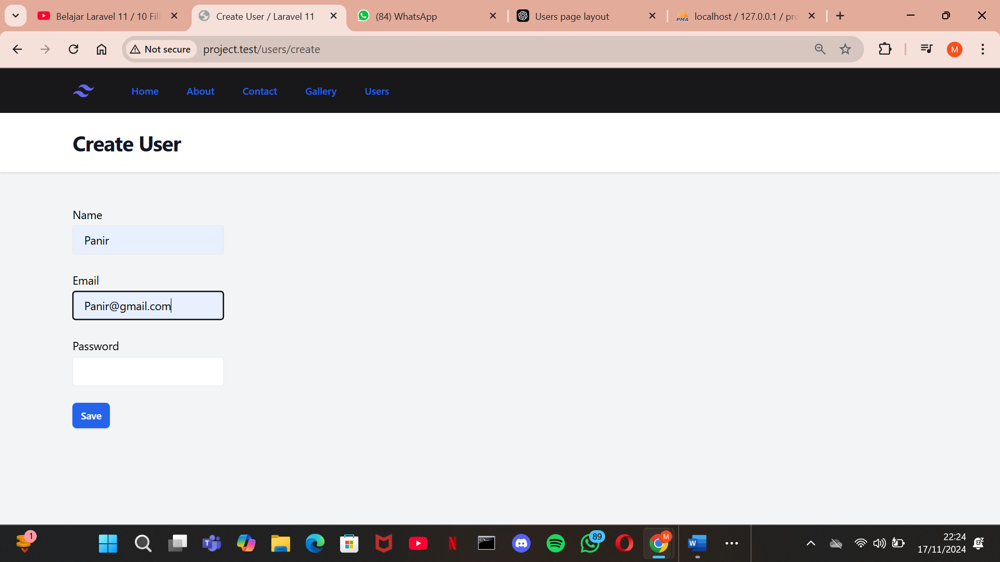 Belajar Laravel 11 / 10 Fill
Create User / Laravel 11
(84) WhatsApp
Users page layout
PMA
localhost / 127.0.0.1 / pro
Not secure
project.test/users/create
M
Home
About
Contact
Gallery
Users
Create User
Name
Panir
Email
Panir@gmail.com
Password
Save
1
89
M
22:24
17/11/2024